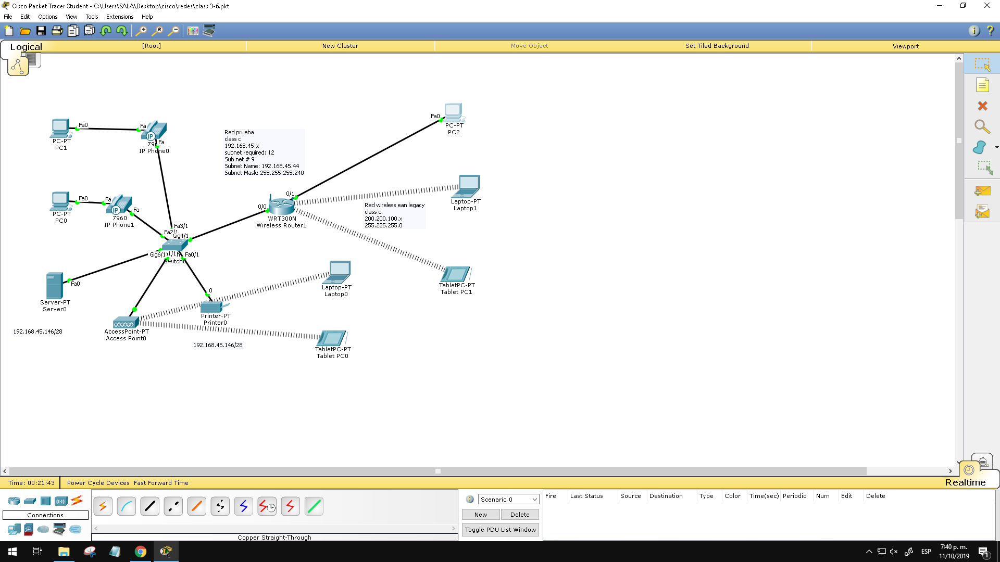 Cisco Packet Tracer Student - C:\Users\SALA\Desktop\cisco\redes\class 3-6.pkt
File Edit Options View Tools Extensions Help
Logical [Root] New Cluster Move Object Set Tiled Background Viewport
Fa0
PC-PT
PC2
Fa0
PC-PT
PC1
Fa
Fa
IP
IP Phone0
Red prueba
class c
192.168.45.x
subnet required: 12
Sub net # 9
Subnet Name: 192.168.45.44
Subnet Mask: 255.255.255.240
Fa0
PC-PT
PC0
Fa
Fa
IP
7960
IP Phone1
0/1
0/0
WRT300N
Wireless Router1
Laptop-PT
Laptop1
Red wireless ean legacy
class c
200.200.100.x
255.225.255.0
Fa3/1
Gig4/1
Gig6/1
Fa0/1
Switch0
Fa0
Server-PT
Server0
192.168.45.146/28
AccessPoint-PT
Access Point0
0
Printer-PT
Printer0
192.168.45.146/28
Laptop-PT
Laptop0
TabletPC-PT
Tablet PC1
TabletPC-PT
Tablet PC0
Time: 00:21:43 Power Cycle Devices Fast Forward Time
Realtime
Connections
Copper Straight-Through
Scenario 0
New Delete
Toggle PDU List Window
Fire Last Status Source Destination Type Color Time(sec) Periodic Num Edit Delete
ESP
7:40 p. m.
11/10/2019
1